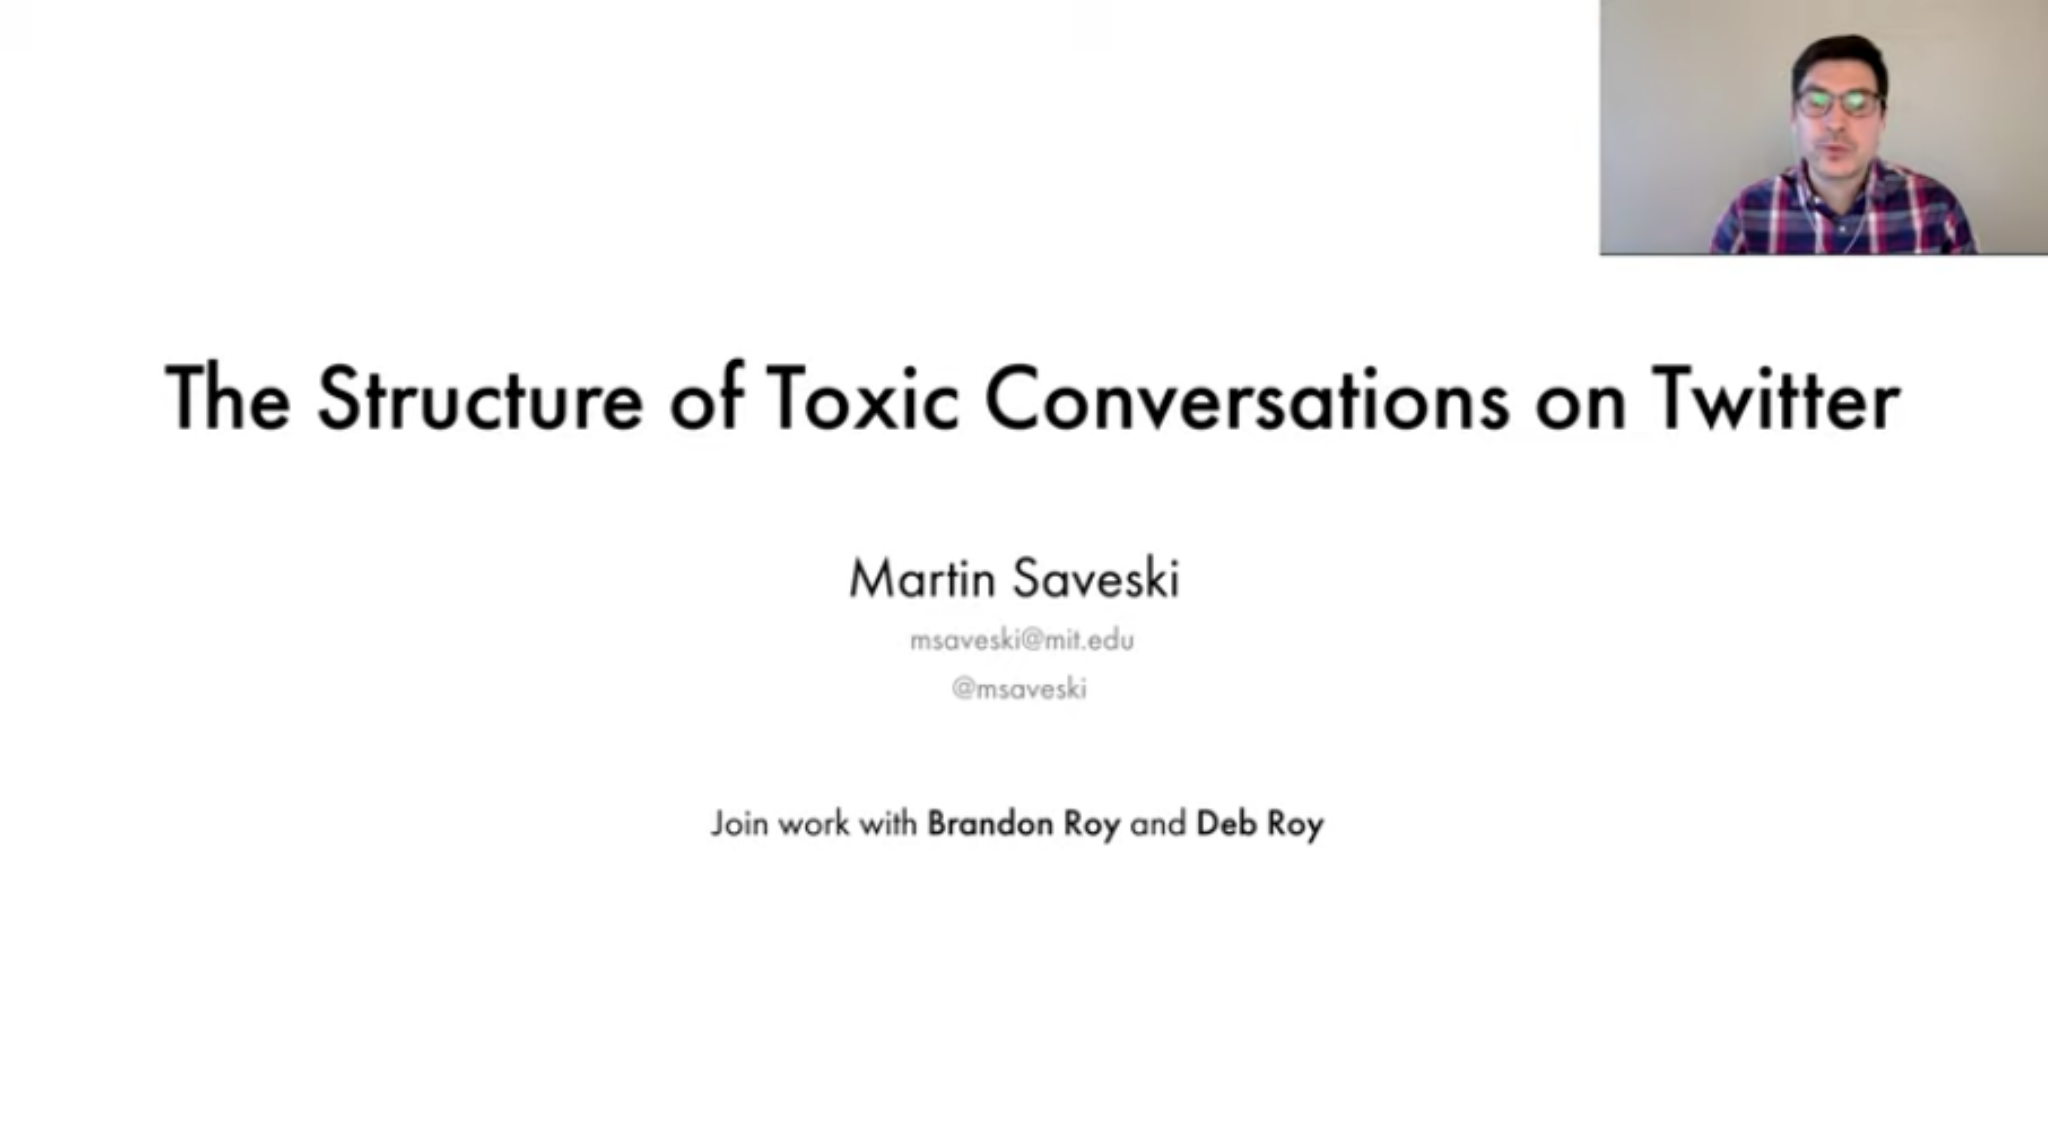 The Structure of Toxic Conversations on Twitter
Martin Saveski
msaveski@mit.edu
@msaveski
Join work with Brandon Roy and Deb Roy